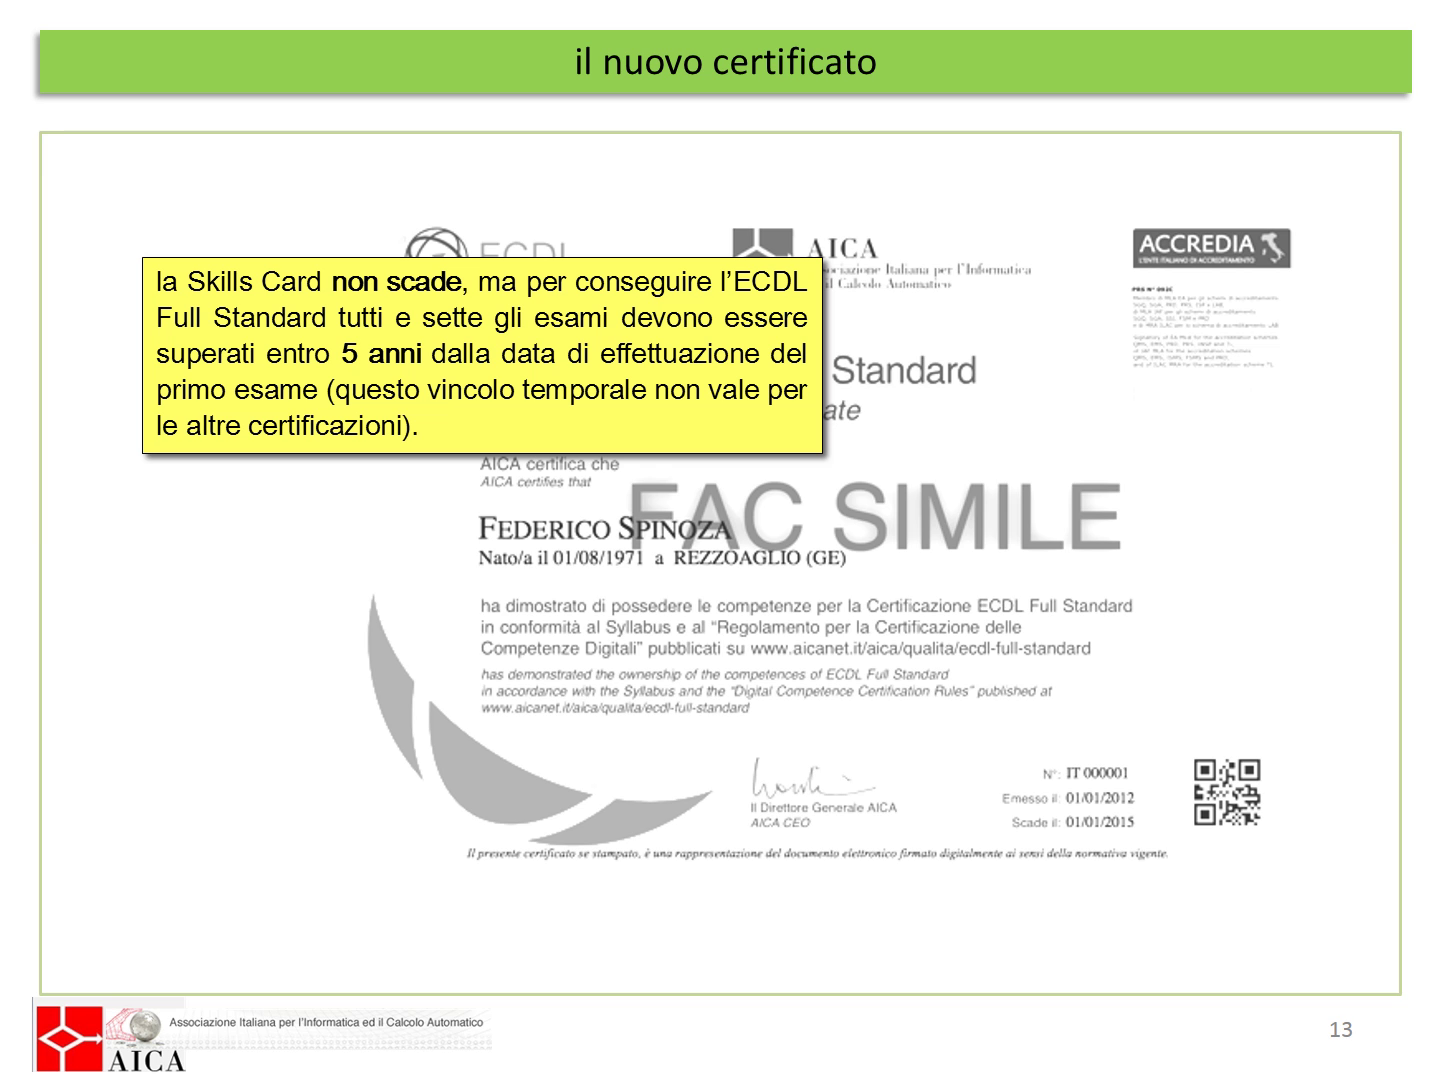 il nuovo certificato
ECDL
AICA
ACCREDIA
L'ENTE ITALIANO DI ACCREDITAMENTO
Associazione Italiana per l'Informatica
ed il Calcolo Automatico
la Skills Card non scade, ma per conseguire l'ECDL
Full Standard tutti e sette gli esami devono essere
superati entro 5 anni dalla data di effettuazione del
primo esame (questo vincolo temporale non vale per
le altre certificazioni).
Standard
ate
AICA certifica che
AICA certifies that
FAC SIMILE
FEDERICO SPINOZA
Nato/a il 01/08/1971 a REZZOAGLIO (GE)
ha dimostrato di possedere le competenze per la Certificazione ECDL Full Standard
in conformità al Syllabus e al "Regolamento per la Certificazione delle
Competenze Digitali" pubblicati su www.aicanet.it/aica/qualita/ecdl-full-standard
has demonstrated the ownership of the competences of ECDL Full Standard
in accordance with the Syllabus and the "Digital Competence Certification Rules" published at
www.aicanet.it/aica/qualita/ecdl-full-standard
Il Direttore Generale AICA
AICA CEO
N°: IT 000001
Emesso il: 01/01/2012
Scade il: 01/01/2015
Il presente certificato se stampato, è una rappresentazione del documento elettronico firmato digitalmente ai sensi della normativa vigente.
Associazione Italiana per l'Informatica ed il Calcolo Automatico
AICA
13